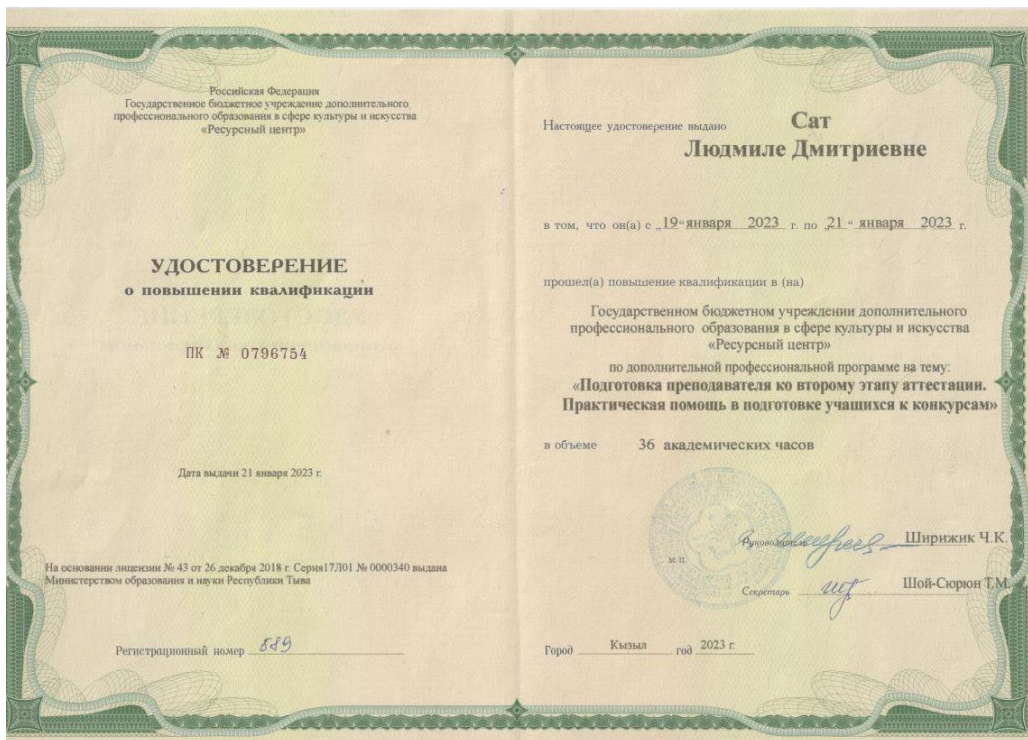 Российская Федерация
Государственное бюджетное учреждение дополнительного
профессионального образования в сфере культуры и искусства
«Ресурсный центр»
УДОСТОВЕРЕНИЕ
о повышении квалификации
ПК № 0796754
Дата выдачи 21 января 2023 г.
На основании лицензии № 43 от 26 декабря 2018 г. Серия17Л01 № 0000340 выдана
Министерством образования и науки Республики Тыва
Регистрационный номер 589
Настоящее удостоверение выдано Сат
Людмиле Дмитриевне
в том, что он(а) с „19“ января 2023 г. по „21“ января 2023 г.
прошел(а) повышение квалификации в (на)
Государственном бюджетном учреждении дополнительного
профессионального образования в сфере культуры и искусства
«Ресурсный центр»
по дополнительной профессиональной программе на тему:
«Подготовка преподавателя ко второму этапу аттестации.
Практическая помощь в подготовке учащихся к конкурсам»
в объеме 36 академических часов
Руководитель Ширижик Ч.К.
М.П.
Секретарь Шой-Сюрюн Т.М.
Город Кызыл год 2023 г.